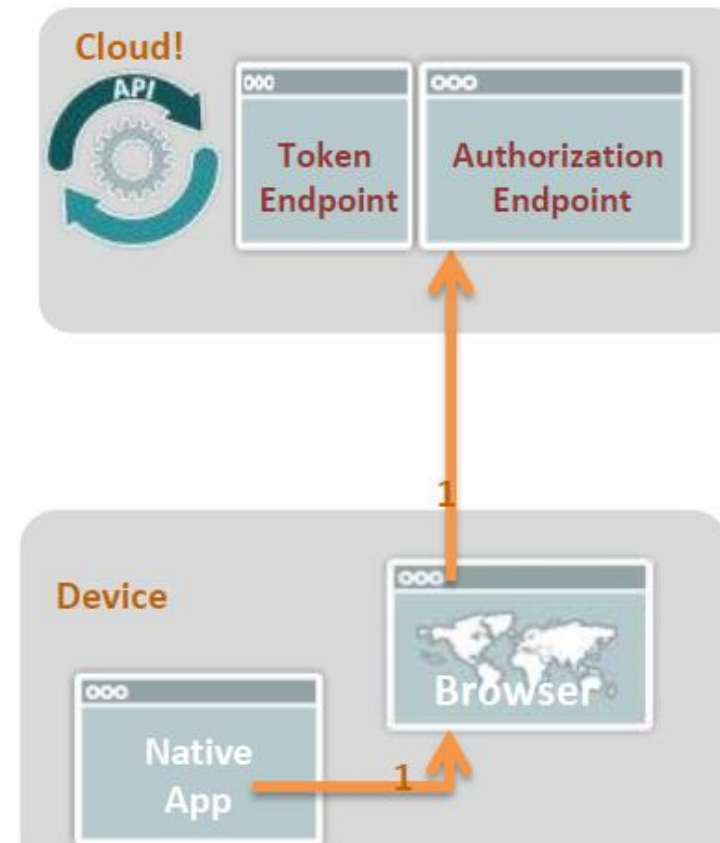 Cloud!
API
Token
Endpoint
Authorization
Endpoint
1
Device
Browser
Native
App
1